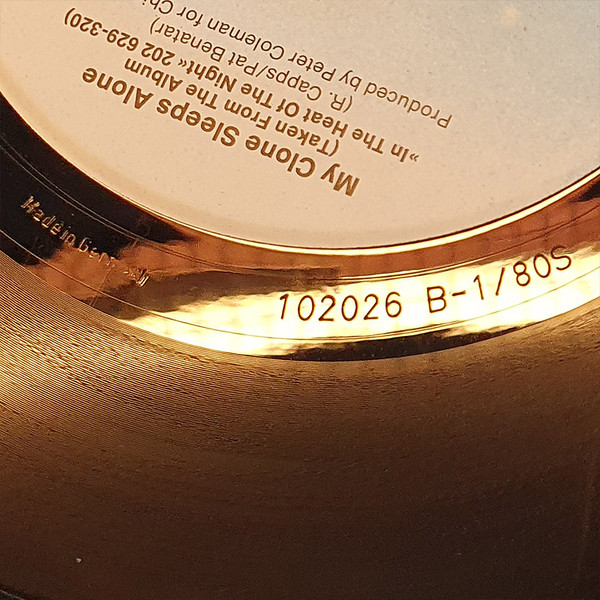 My Clone Sleeps Alone
(Taken From The Album
»In The Heat Of The Night« 202 629-320)
(R. Capps/Pat Benatar)
Produced by Peter Coleman for Chi
Made in Germany
102026 B-1/80S